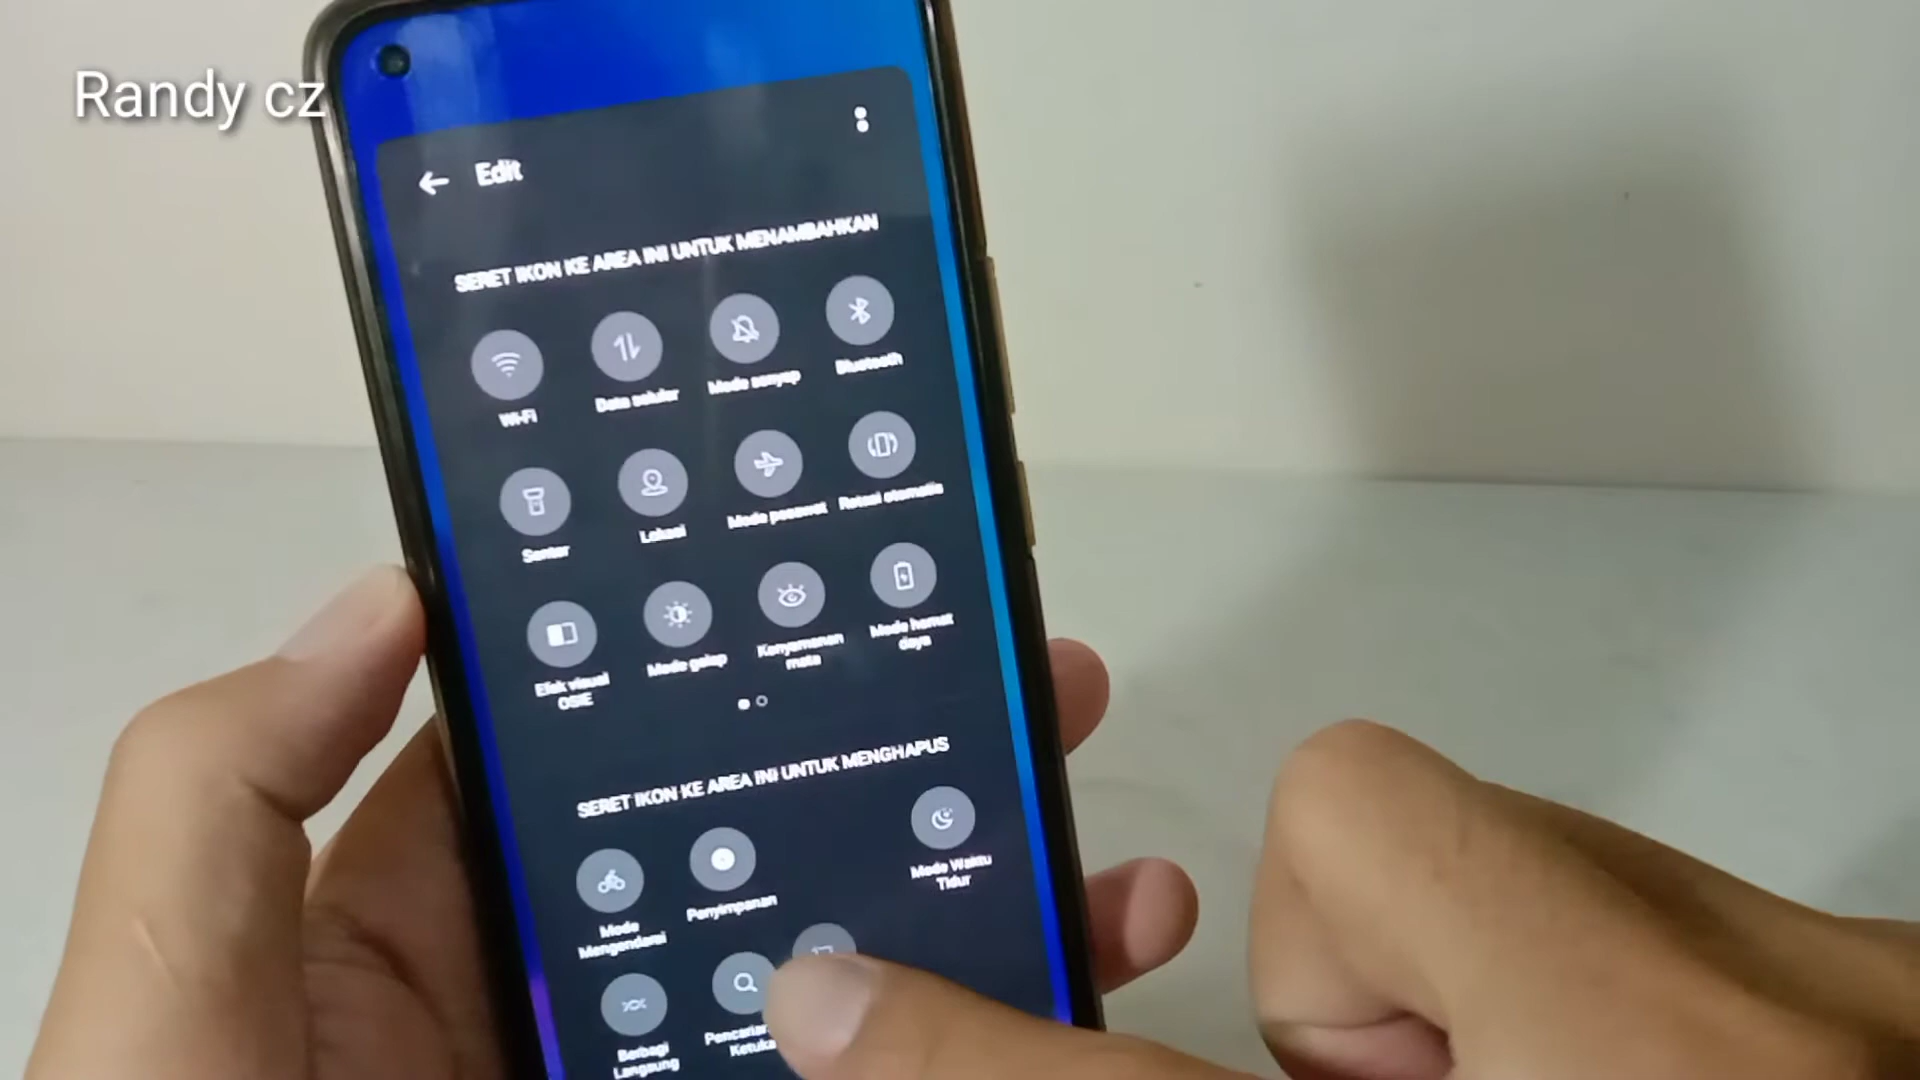 Randy cz
Edit
SERET IKON KE AREA INI UNTUK MENAMBAHKAN
Wi-Fi
Data seluler
Mode senyap
Bluetooth
Senter
Lokasi
Mode pesawat
Rotasi otomatis
Efek visual
OSIE
Mode gelap
Kenyamanan
mata
Mode hemat
daya
SERET IKON KE AREA INI UNTUK MENGHAPUS
Mode
Mengendarai
Penyimpanan
Mode Waktu
Tidur
Berbagi
Langsung